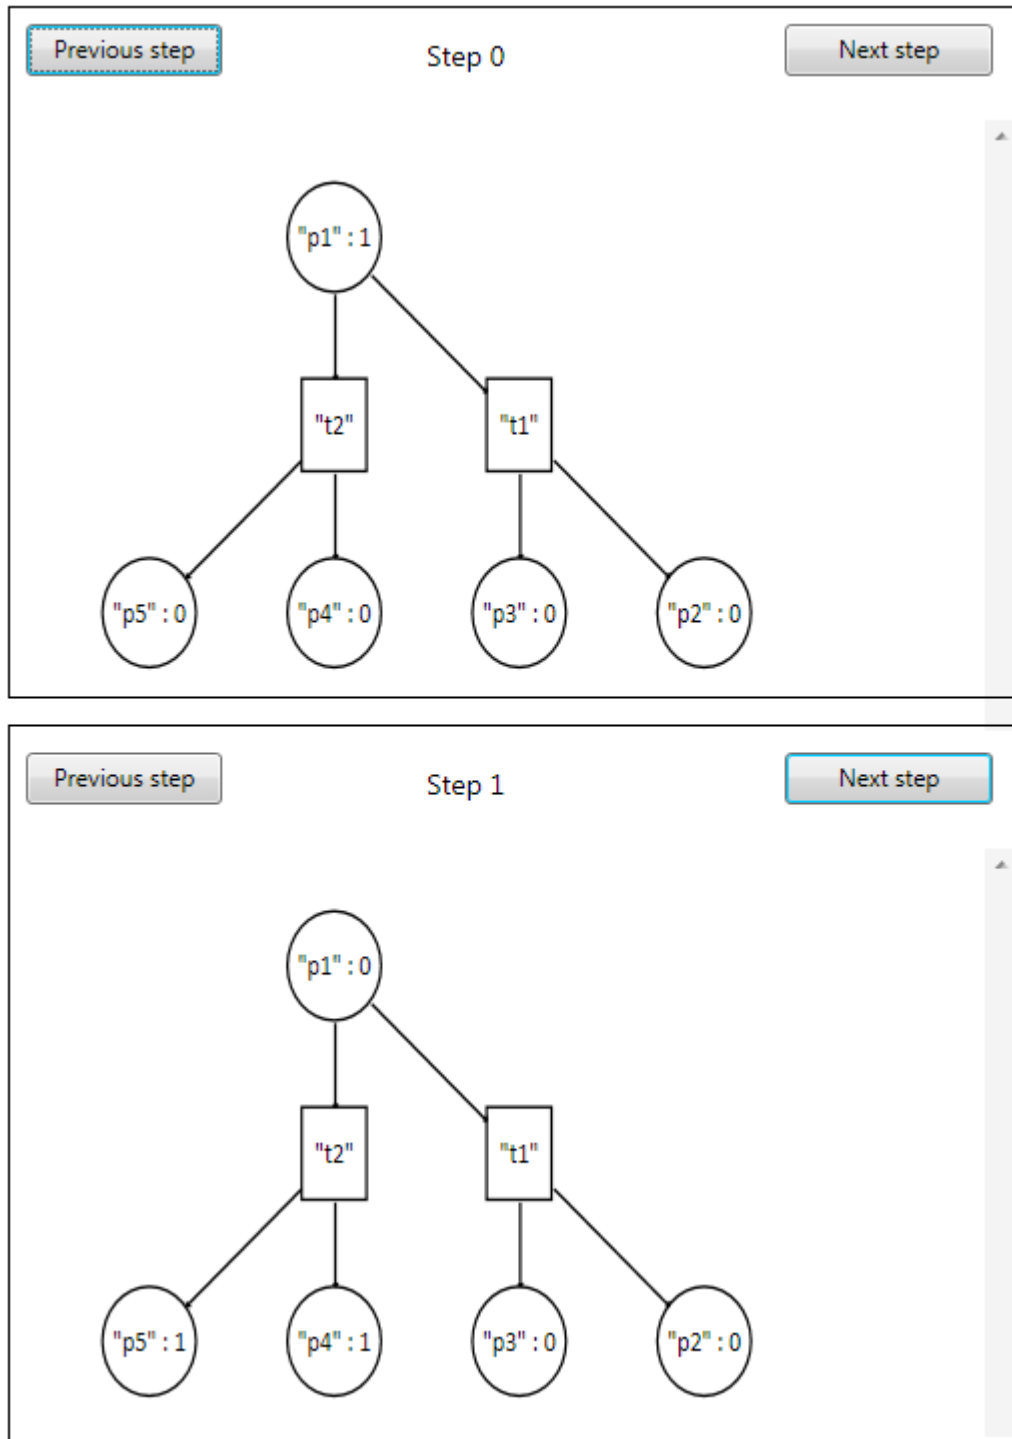 Previous step
Step 0
Next step
"p1" : 1
"t2"
"t1"
"p5" : 0
"p4" : 0
"p3" : 0
"p2" : 0
Previous step
Step 1
Next step
"p1" : 0
"t2"
"t1"
"p5" : 1
"p4" : 1
"p3" : 0
"p2" : 0